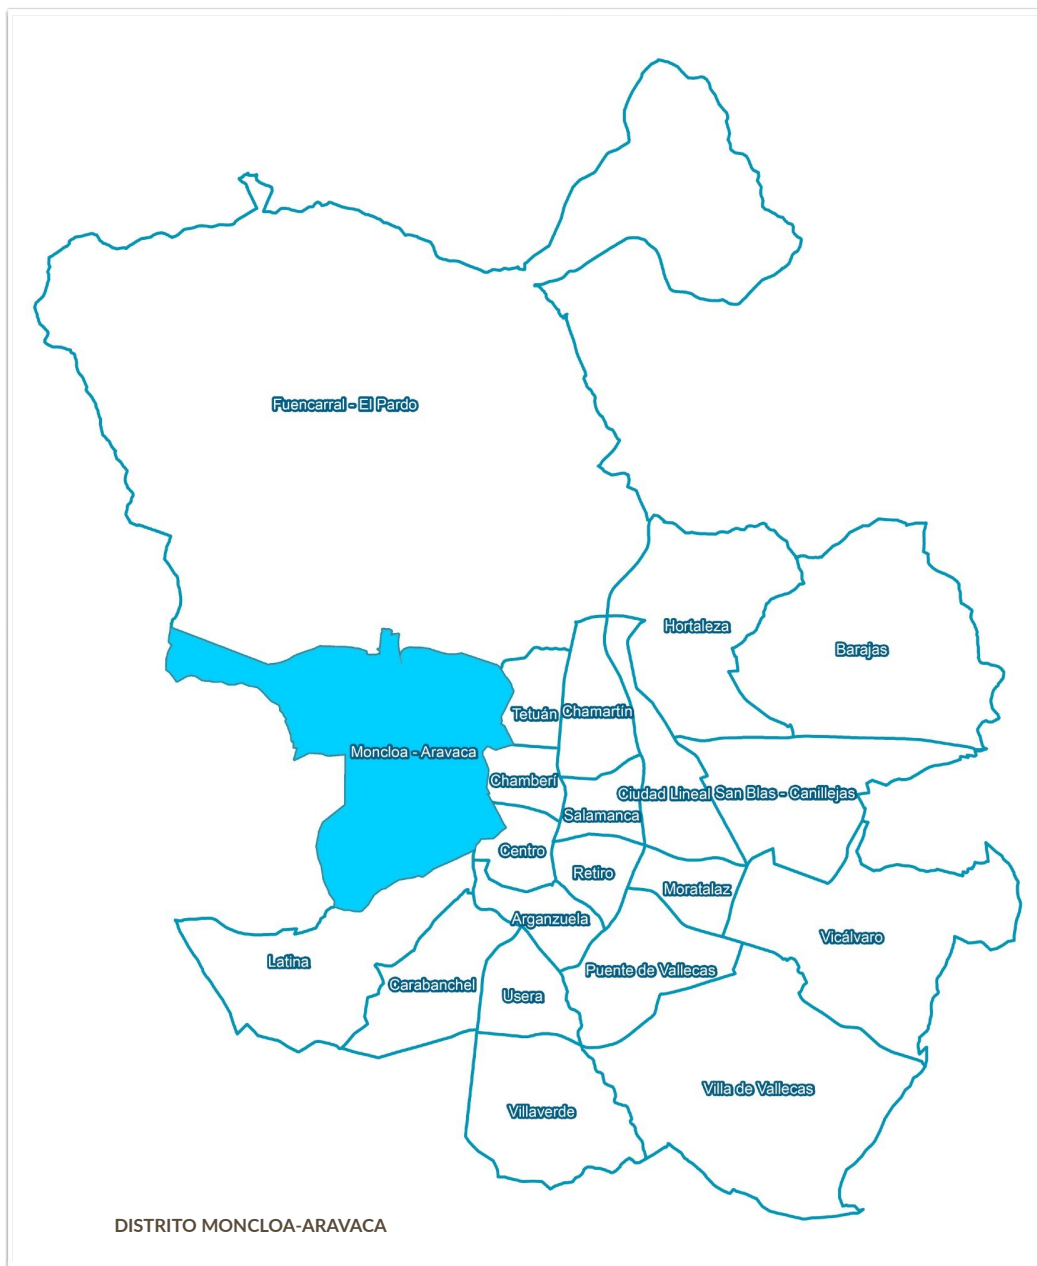 Fuencarral - El Pardo
Hortaleza
Barajas
Tetuán
Chamartín
Moncloa - Aravaca
Chamberí
Ciudad Lineal
San Blas - Canillejas
Salamanca
Centro
Retiro
Moratalaz
Arganzuela
Vicálvaro
Latina
Puente de Vallecas
Carabanchel
Usera
Villa de Vallecas
Villaverde
DISTRITO MONCLOA-ARAVACA